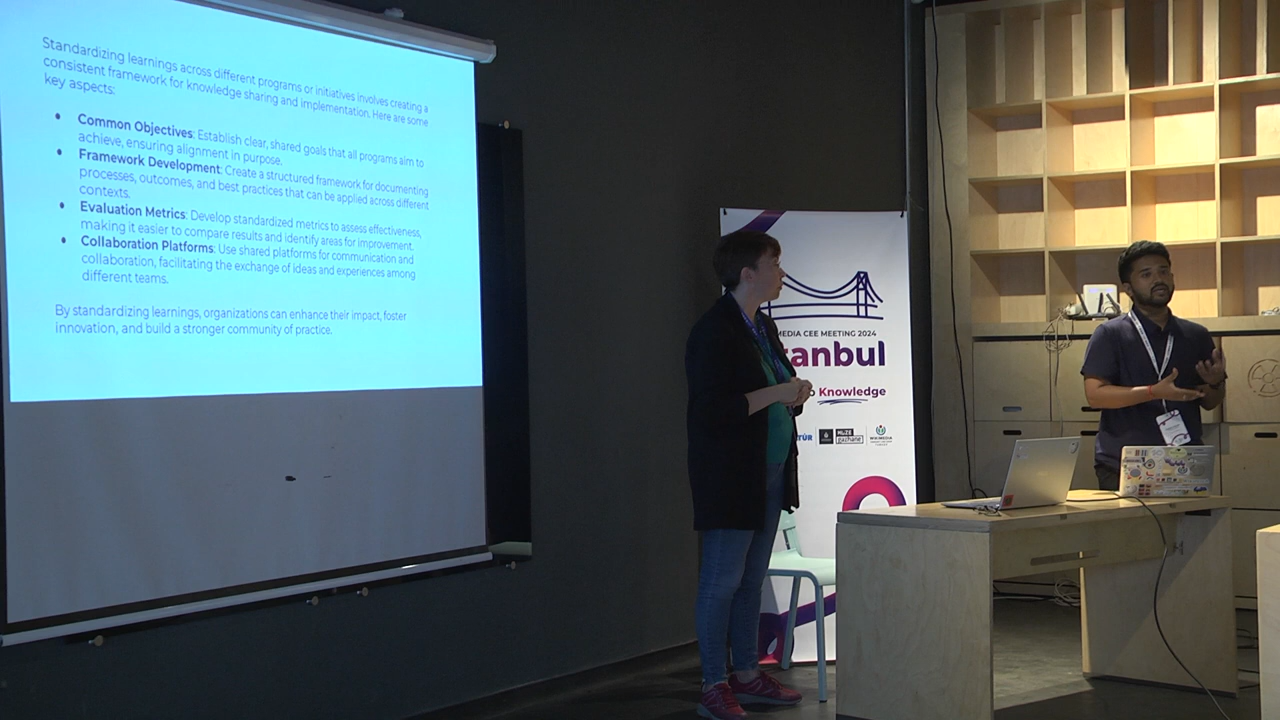 Standardizing learnings across different programs or initiatives involves creating a
consistent framework for knowledge sharing and implementation. Here are some
key aspects:
• Common Objectives: Establish clear, shared goals that all programs aim to
achieve, ensuring alignment in purpose.
• Framework Development: Create a structured framework for documenting
processes, outcomes, and best practices that can be applied across different
contexts.
• Evaluation Metrics: Develop standardized metrics to assess effectiveness,
making it easier to compare results and identify areas for improvement.
• Collaboration Platforms: Use shared platforms for communication and
collaboration, facilitating the exchange of ideas and experiences among
different teams.
By standardizing learnings, organizations can enhance their impact, foster
innovation, and build a stronger community of practice.
MEDIA CEE MEETING 2024
anbul
Knowledge
TÜR
MÜZE
gazhane
WIKIMEDIA